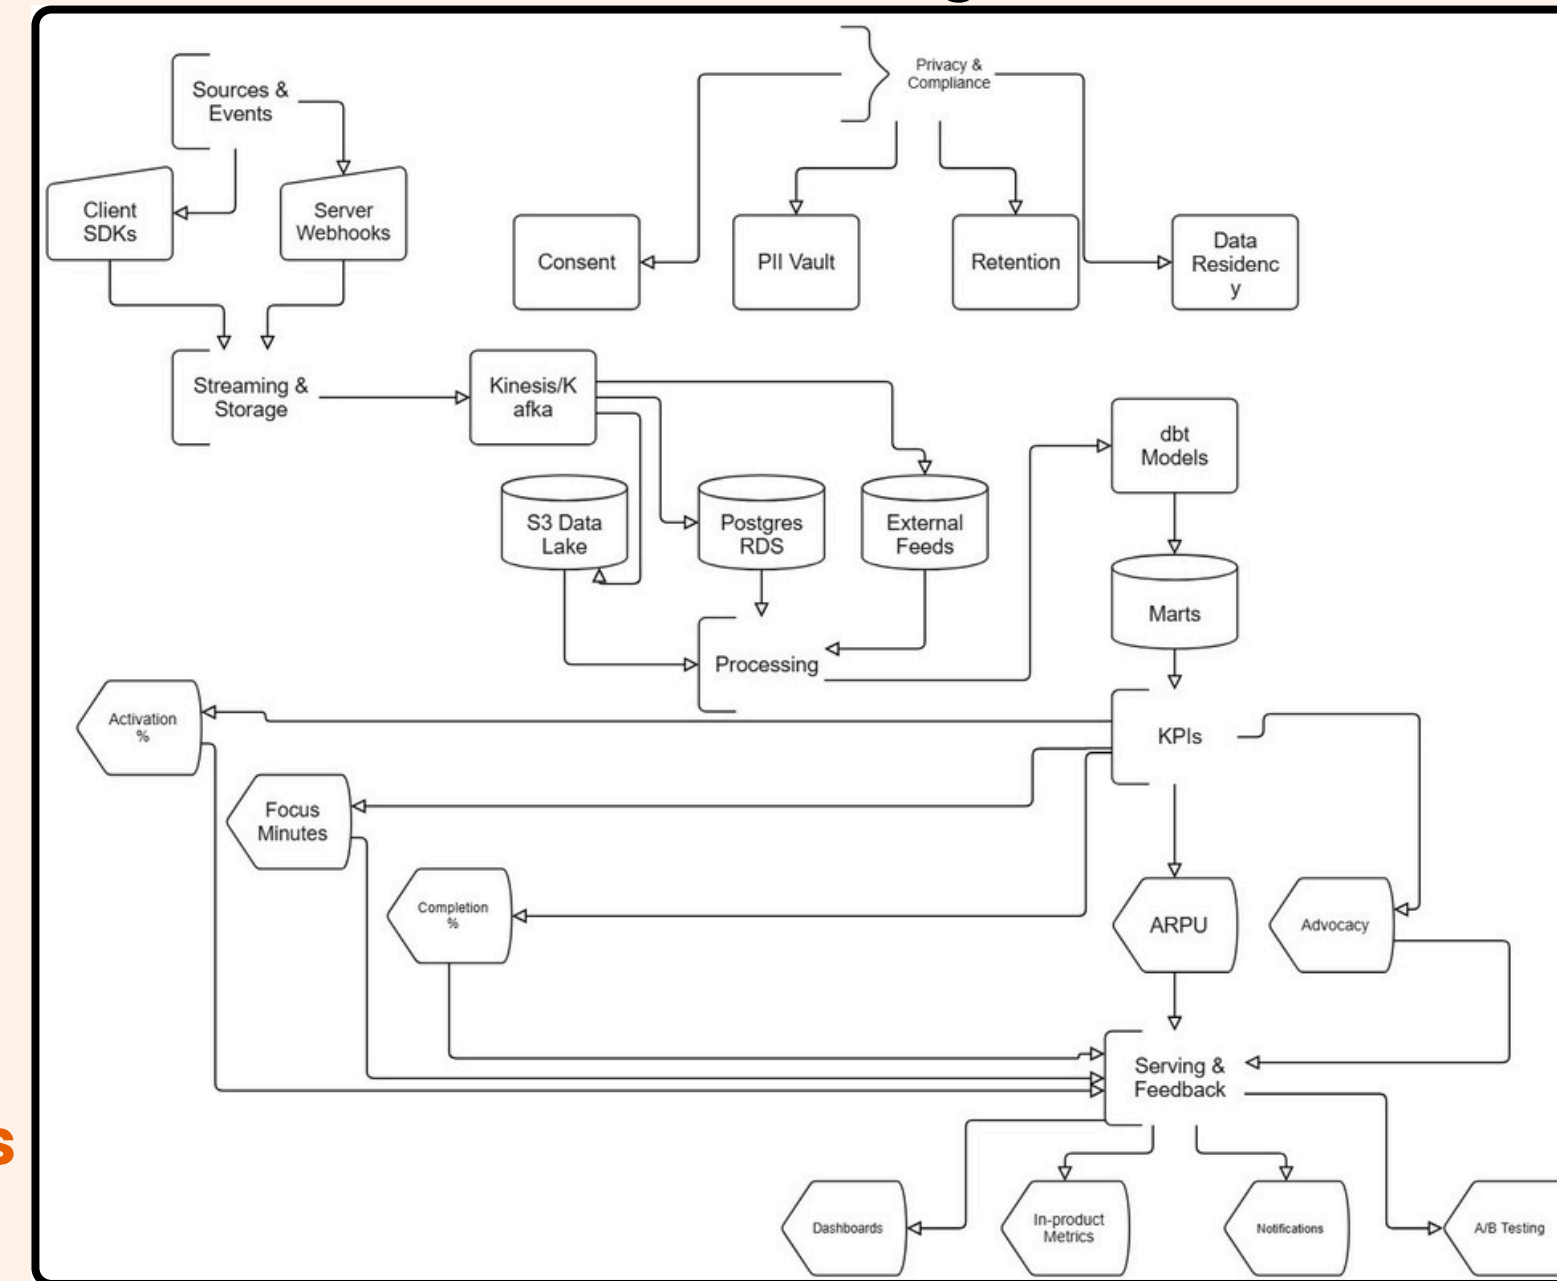 Sources &
Events
Privacy &
Compliance
Client
SDKs
Server
Webhooks
Consent
PII Vault
Retention
Data
Residenc
y
Streaming &
Storage
Kinesis/K
afka
dbt
Models
S3 Data
Lake
Postgres
RDS
External
Feeds
Marts
Processing
Activation
%
KPIs
Focus
Minutes
Completion
%
ARPU
Advocacy
Serving &
Feedback
s
Dashboards
In-product
Metrics
Notifications
A/B Testing